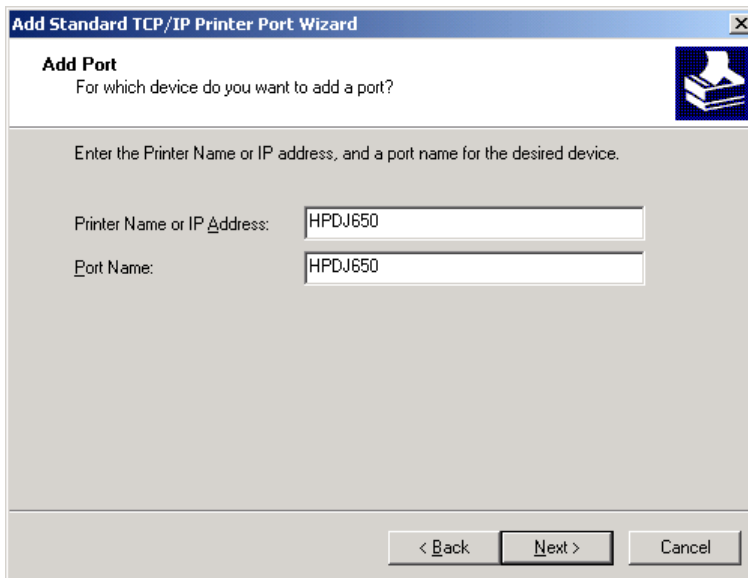 Add Standard TCP/IP Printer Port Wizard
Add Port
For which device do you want to add a port?
Enter the Printer Name or IP address, and a port name for the desired device.
Printer Name or IP Address: HPDJ650
Port Name: HPDJ650
< Back Next > Cancel